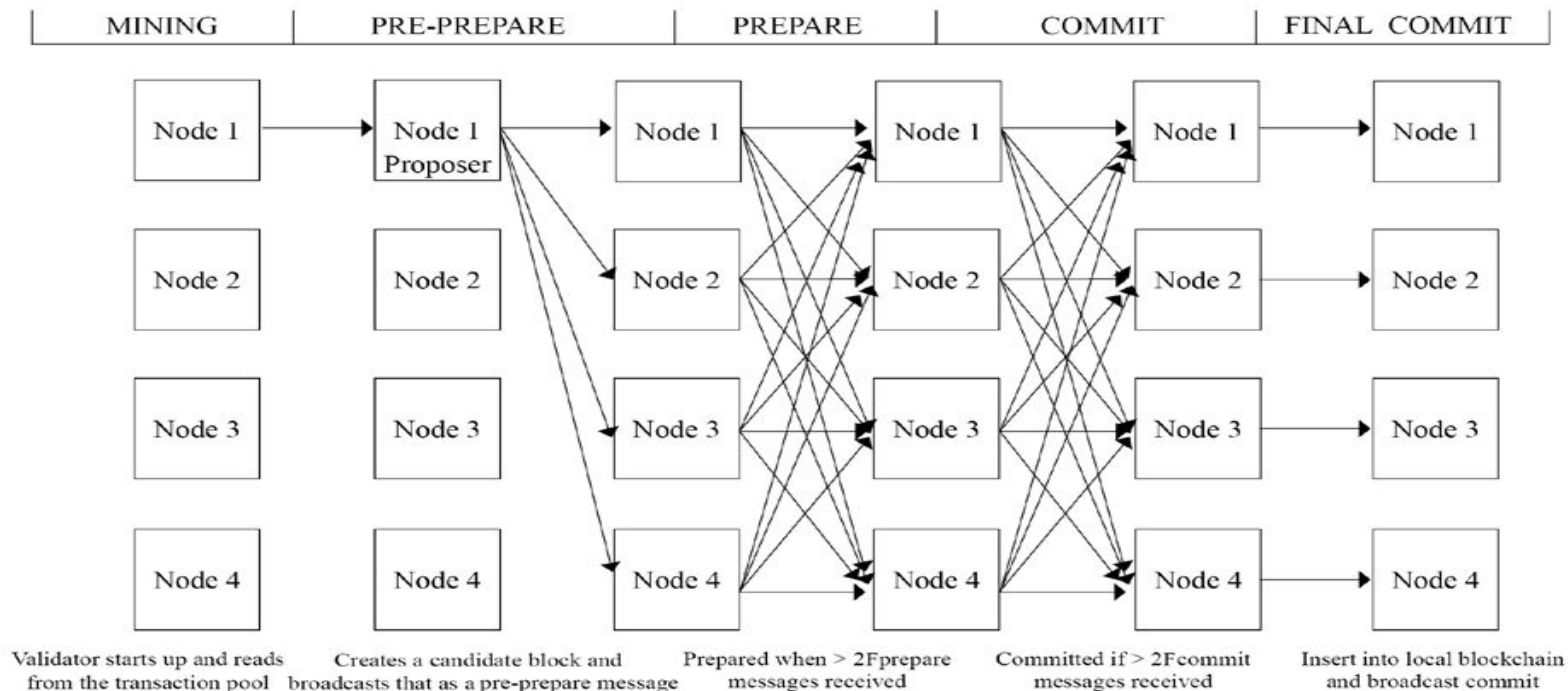 MINING PRE-PREPARE PREPARE COMMIT FINAL COMMIT
Node 1 Node 1 Node 1 Node 1 Node 1 Node 1
Proposer
Node 2 Node 2 Node 2 Node 2 Node 2 Node 2
Node 3 Node 3 Node 3 Node 3 Node 3 Node 3
Node 4 Node 4 Node 4 Node 4 Node 4 Node 4
Validator starts up and reads Creates a candidate block and Prepared when > 2Fprepare Committed if > 2Fcommit Insert into local blockchain
from the transaction pool broadcasts that as a pre-prepare message messages received messages received and broadcast commit